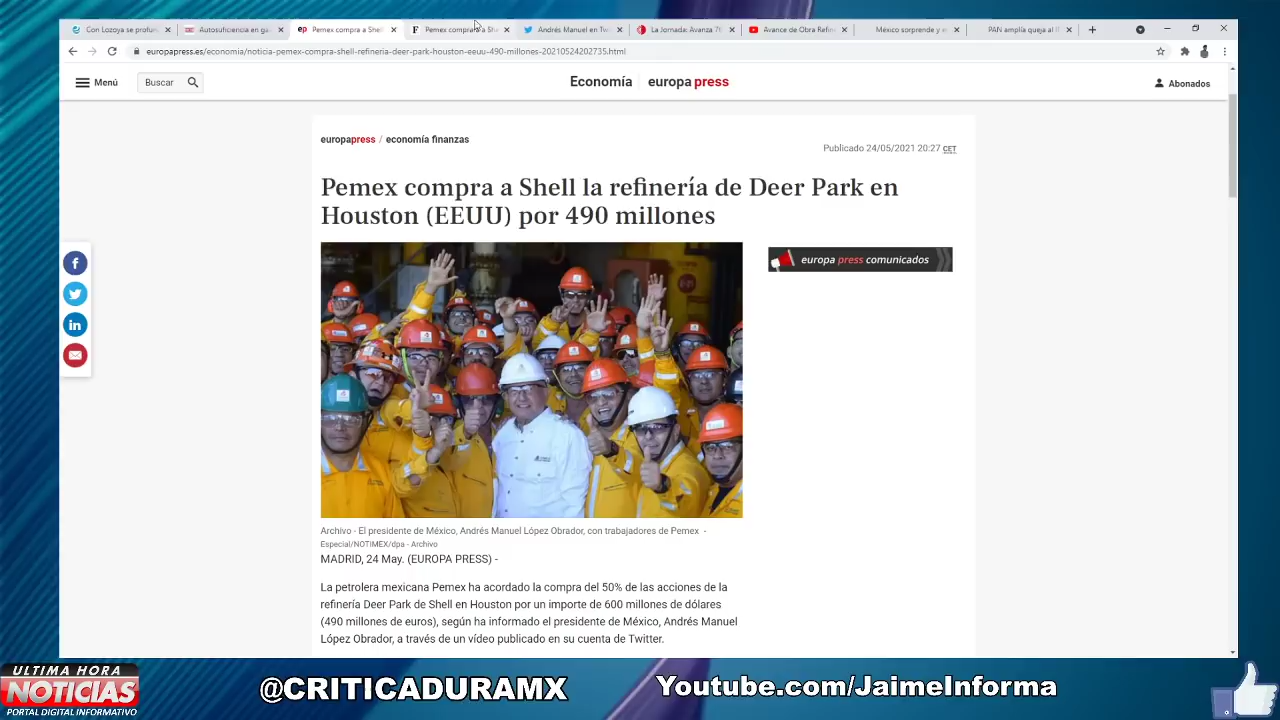 Con Lozoya se profun
Autosuficiencia en ga
Pemex compra a Shel
Pemex compra a She
Andrés Manuel en Tw
La Jornada: Avanza 7
Avance de Obra Refin
México sorprende y e
PAN amplía queja al I
europapress.es/economia/noticia-pemex-compra-shell-refineria-deer-park-houston-eeuu-490-millones-20210524202735.html
Menú
Buscar
Economía
europa press
Abonados
europapress / economía finanzas
Publicado 24/05/2021 20:27 CET
Pemex compra a Shell la refinería de Deer Park en
Houston (EEUU) por 490 millones
europa press comunicados
Archivo - El presidente de México, Andrés Manuel López Obrador, con trabajadores de Pemex -
Especial/NOTIMEX/dpa - Archivo
MADRID, 24 May. (EUROPA PRESS) -
La petrolera mexicana Pemex ha acordado la compra del 50% de las acciones de la
refinería Deer Park de Shell en Houston por un importe de 600 millones de dólares
(490 millones de euros), según ha informado el presidente de México, Andrés Manuel
López Obrador, a través de un vídeo publicado en su cuenta de Twitter.
ULTIMA HORA
NOTICIAS
PORTAL DIGITAL INFORMATIVO
@CRITICADURAMX
Youtube.com/JaimeInforma